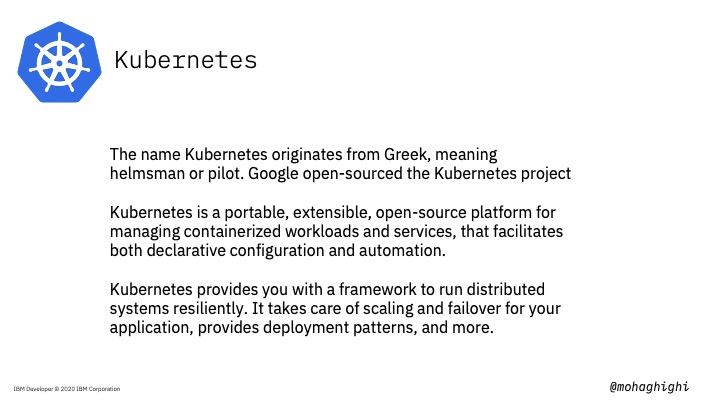 Kubernetes
The name Kubernetes originates from Greek, meaning
helmsman or pilot. Google open-sourced the Kubernetes project
Kubernetes is a portable, extensible, open-source platform for
managing containerized workloads and services, that facilitates
both declarative configuration and automation.
Kubernetes provides you with a framework to run distributed
systems resiliently. It takes care of scaling and failover for your
application, provides deployment patterns, and more.
IBM Developer © 2020 IBM Corporation
@mohaghighi